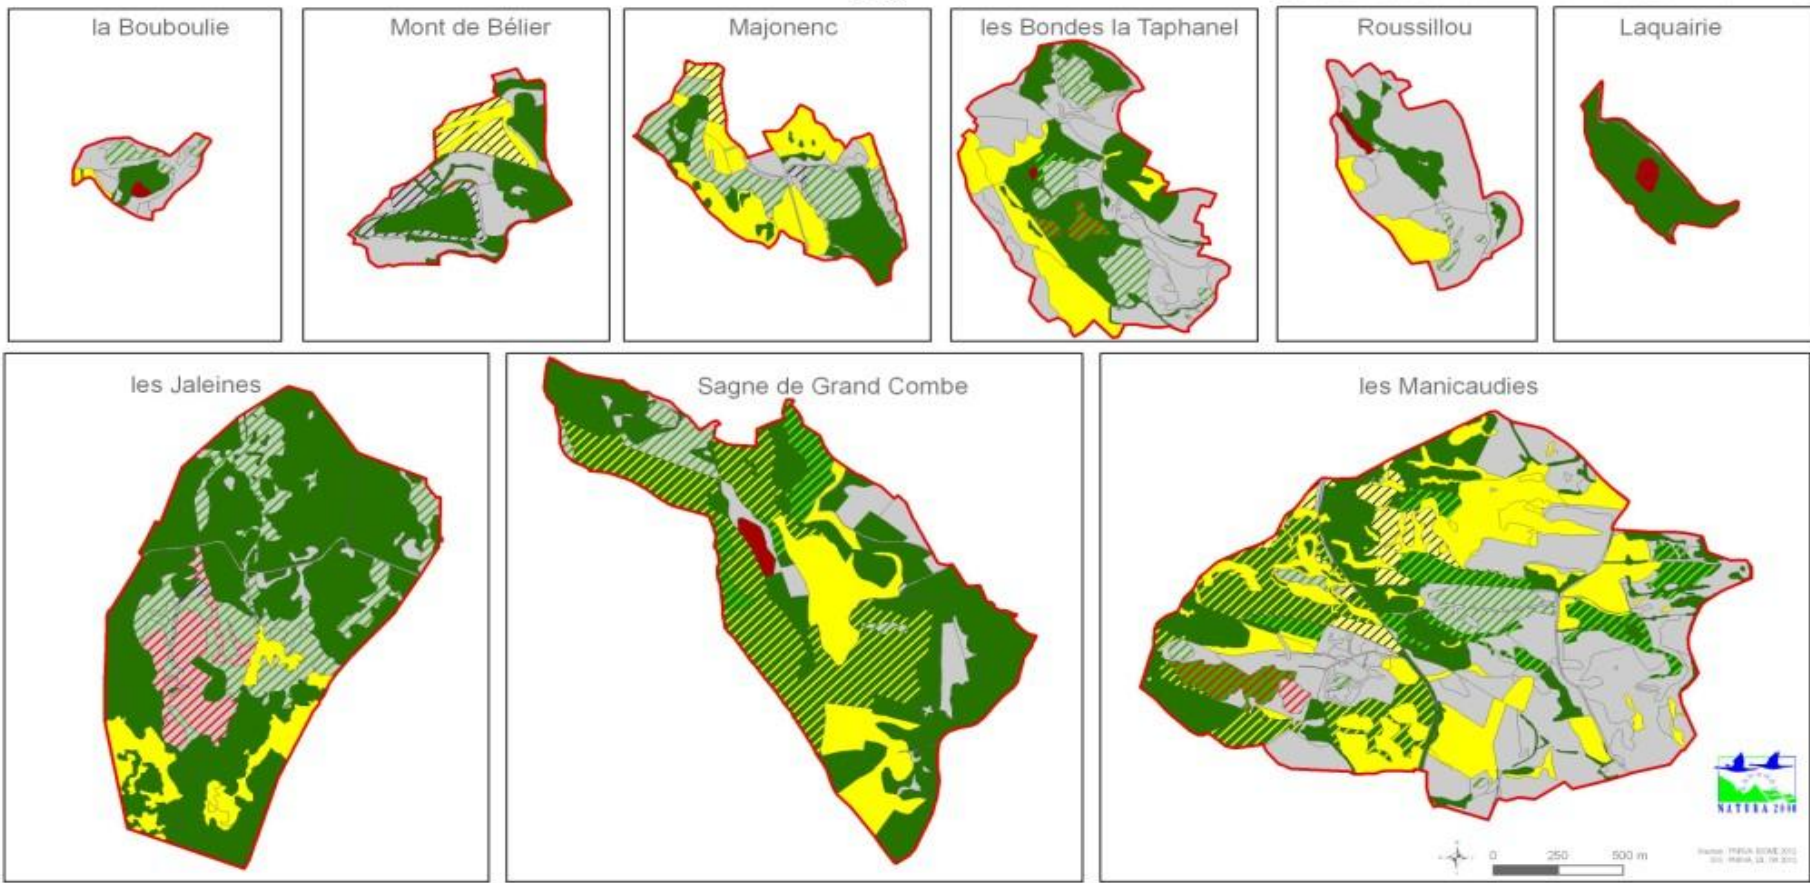 la Bouboulie
Mont de Bélier
Majonenc
les Bondes la Taphanel
Roussillou
Laquairie
les Jaleines
Sagne de Grand Combe
les Manicaudies
NATURA 2000
0 250 500 m